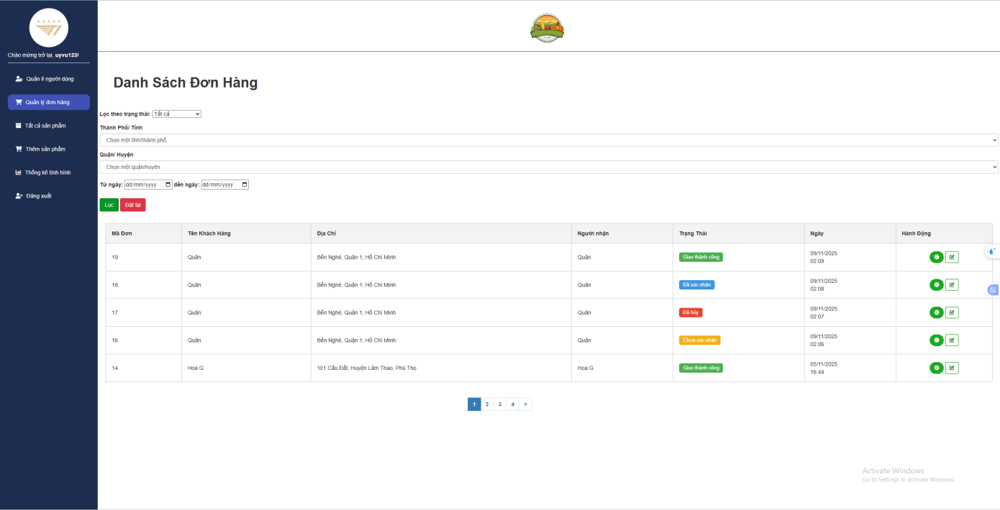 Chào mừng trở lại, uyvu123!
Quản lí người dùng
Quản lý đơn hàng
Tất cả sản phẩm
Thêm sản phẩm
Thống kê tình hình
Đăng xuất
Danh Sách Đơn Hàng
Lọc theo trạng thái: Tất cả
Thành Phố/ Tỉnh
Chọn một tỉnh/thành phố
Quận/ Huyện
Chọn một quận/huyện
Từ ngày: dd/mm/yyyy đến ngày: dd/mm/yyyy
Lọc Đặt lại
Mã Đơn Tên Khách Hàng Địa Chỉ Người nhận Trạng Thái Ngày Hành Động
19 Quân Bến Nghé, Quận 1, Hồ Chí Minh Quân Giao thành công 09/11/2025
02:09
18 Quân Bến Nghé, Quận 1, Hồ Chí Minh Quân Đã xác nhận 09/11/2025
02:08
17 Quân Bến Nghé, Quận 1, Hồ Chí Minh Quân Đã hủy 09/11/2025
02:07
16 Quân Bến Nghé, Quận 1, Hồ Chí Minh Quân Chưa xác nhận 09/11/2025
02:06
14 Hoa G 101 Cầu Đất, Huyện Lâm Thao, Phú Thọ Hoa G Giao thành công 05/11/2025
16:44
1 2 3 4 >
Activate Windows
Go to Settings to activate Windows.